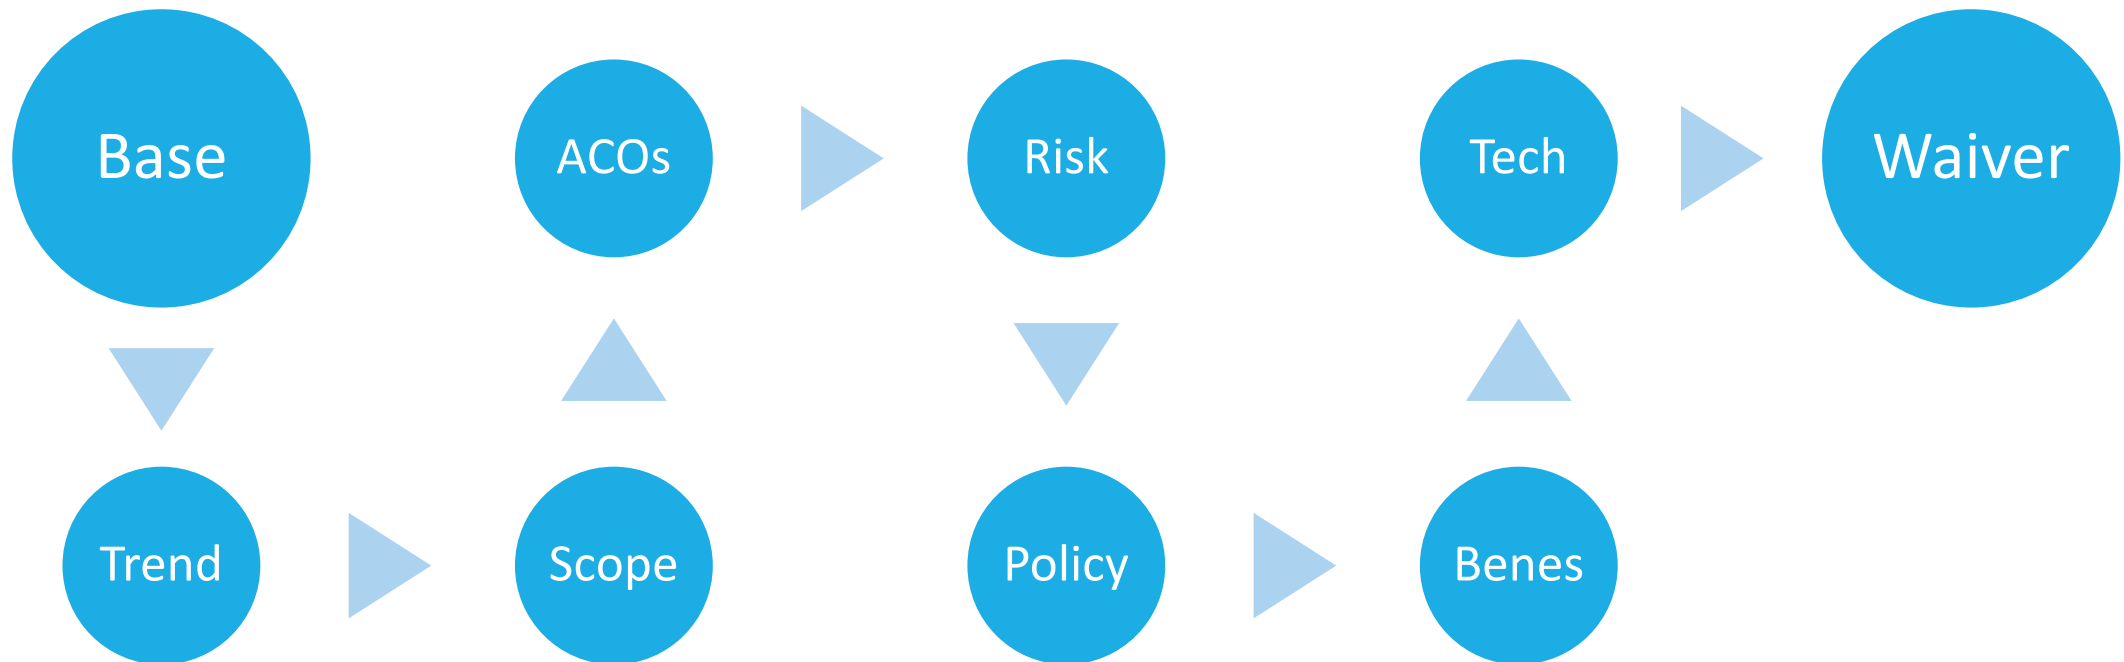 Base
Trend
Scope
ACOs
Risk
Policy
Benes
Tech
Waiver